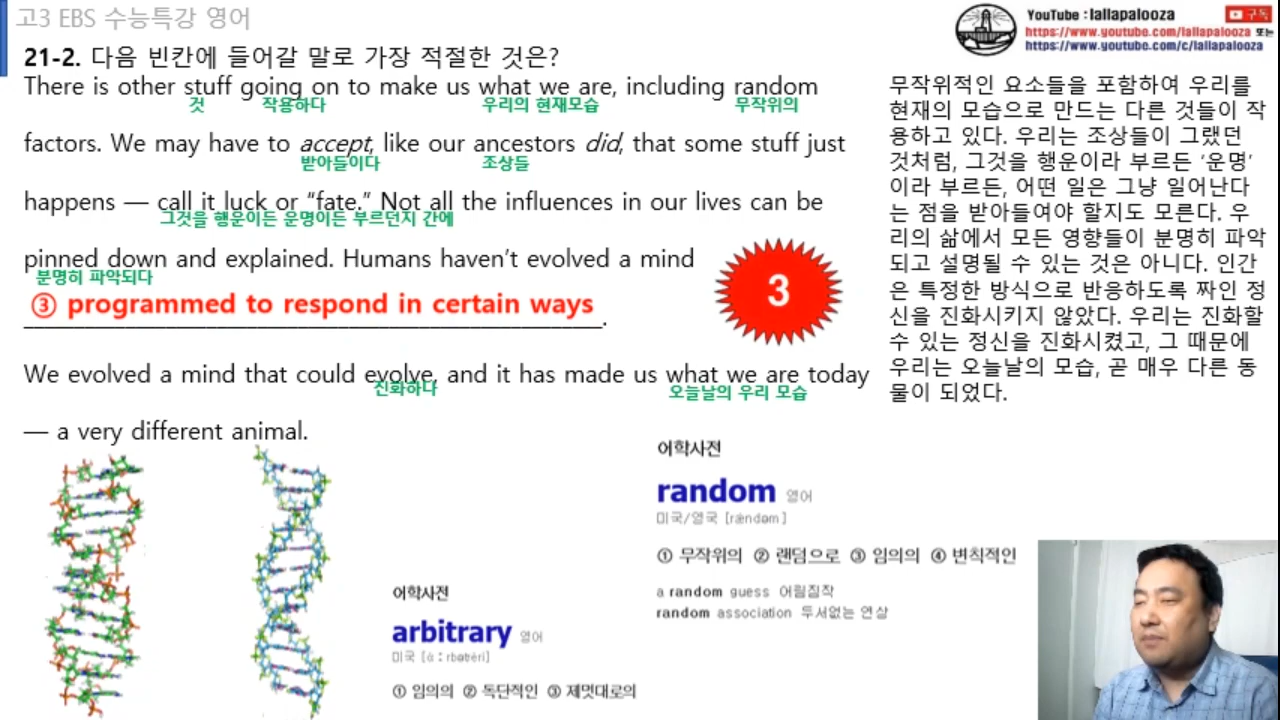 고3 EBS 수능특강 영어
YouTube : lallapalooza
구독
https://www.youtube.com/lallapalooza 또는
https://www.youtube.com/c/lallapalooza
21-2. 다음 빈칸에 들어갈 말로 가장 적절한 것은?
There is other stuff going on to make us what we are, including random
것 작용하다 우리의 현재모습 무작위의
factors. We may have to accept, like our ancestors did, that some stuff just
받아들이다 조상들
happens — call it luck or “fate.” Not all the influences in our lives can be
그것을 행운이든 운명이든 부르던지 간에
pinned down and explained. Humans haven’t evolved a mind
분명히 파악되다
③ programmed to respond in certain ways
.
3
We evolved a mind that could evolve, and it has made us what we are today
진화하다 오늘날의 우리 모습
— a very different animal.
무작위적인 요소들을 포함하여 우리를
현재의 모습으로 만드는 다른 것들이 작
용하고 있다. 우리는 조상들이 그랬던
것처럼, 그것을 행운이라 부르든 ‘운명’
이라 부르든, 어떤 일은 그냥 일어난다
는 점을 받아들여야 할지도 모른다. 우
리의 삶에서 모든 영향들이 분명히 파악
되고 설명될 수 있는 것은 아니다. 인간
은 특정한 방식으로 반응하도록 짜인 정
신을 진화시키지 않았다. 우리는 진화할
수 있는 정신을 진화시켰고, 그 때문에
우리는 오늘날의 모습, 곧 매우 다른 동
물이 되었다.
어학사전
random 영어
미국/영국 [rǽndəm]
① 무작위의 ② 랜덤으로 ③ 임의의 ④ 변칙적인
a random guess 어림짐작
random association 두서없는 연상
어학사전
arbitrary 영어
미국 [ɑ́ːrbətrèri]
① 임의의 ② 독단적인 ③ 제멋대로의